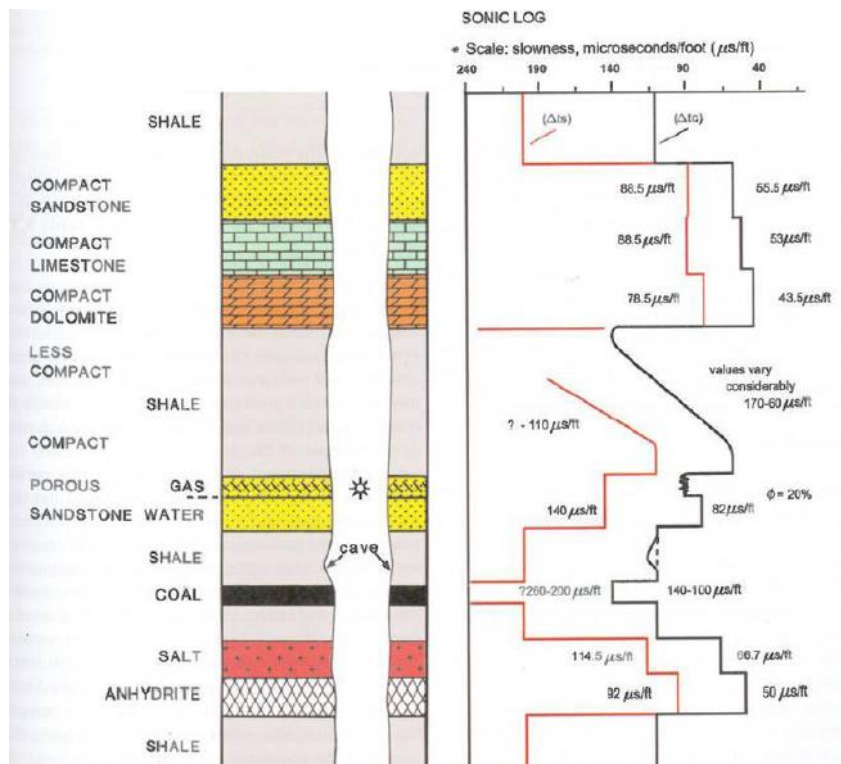 SONIC LOG
* Scale: slowness, microseconds/foot (μs/ft)
240 190 140 90 40
SHALE
(Δts) (Δtc)
COMPACT
SANDSTONE
88.5 μs/ft 55.5 μs/ft
COMPACT
LIMESTONE
88.5 μs/ft 53 μs/ft
COMPACT
DOLOMITE
78.5 μs/ft 43.5 μs/ft
LESS
COMPACT
values vary
considerably
170-60 μs/ft
SHALE
? - 110 μs/ft
COMPACT
POROUS GAS
ϕ = 20%
SANDSTONE WATER
140 μs/ft 82 μs/ft
cave
SHALE
COAL
?260-200 μs/ft 140-100 μs/ft
SALT
114.5 μs/ft 66.7 μs/ft
ANHYDRITE
92 μs/ft 50 μs/ft
SHALE